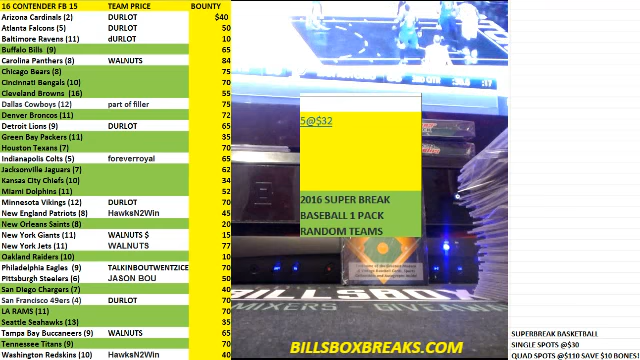 16 CONTENDER FB 15 TEAM PRICE BOUNTY
Arizona Cardinals (2) DURLOT $40
Atlanta Falcons (5) DURLOT 50
Baltimore Ravens (11) dURLOT 10
Buffalo Bills (9) 65
Carolina Panthers (8) WALNUTS 84
Chicago Bears (8) 75
Cincinnati Bengals (10) 70
Cleveland Browns (16) 55
Dallas Cowboys (12) part of filler 75
Denver Broncos (11) 72
Detroit Lions (9) DURLOT 65
Green Bay Packers (11) 35
Houston Texans (7) 70
Indianapolis Colts (5) foreverroyal 65
Jacksonville Jaguars (7) 62
Kansas City Chiefs (10) 34
Miami Dolphins (11) 52
Minnesota Vikings (12) DURLOT 70
New England Patriots (8) HawksN2Win 45
New Orleans Saints (8) 20
New York Giants (11) WALNUTS $ 15
New York Jets (11) WALNUTS 77
Oakland Raiders (10) 10
Philadelphia Eagles (9) TALKINBOUTWENTZICE 70
Pittsburgh Steelers (6) JASON BOU 50
San Diego Chargers (7) 40
San Francisco 49ers (4) DURLOT 70
LA RAMS (11) 70
Seattle Seahawks (13) 35
Tampa Bay Buccaneers (9) WALNUTS 65
Tennessee Titans (9) 70
Washington Redskins (10) HawksN2Win 40
5@$32
2016 SUPER BREAK
BASEBALL 1 PACK
RANDOM TEAMS
BILLSBOX
MIXERS
BILLSBOXBREAKS.COM
SUPERBREAK BASKETBALL
SINGLE SPOTS @$30
QUAD SPOTS @$110 SAVE $10 BONES!